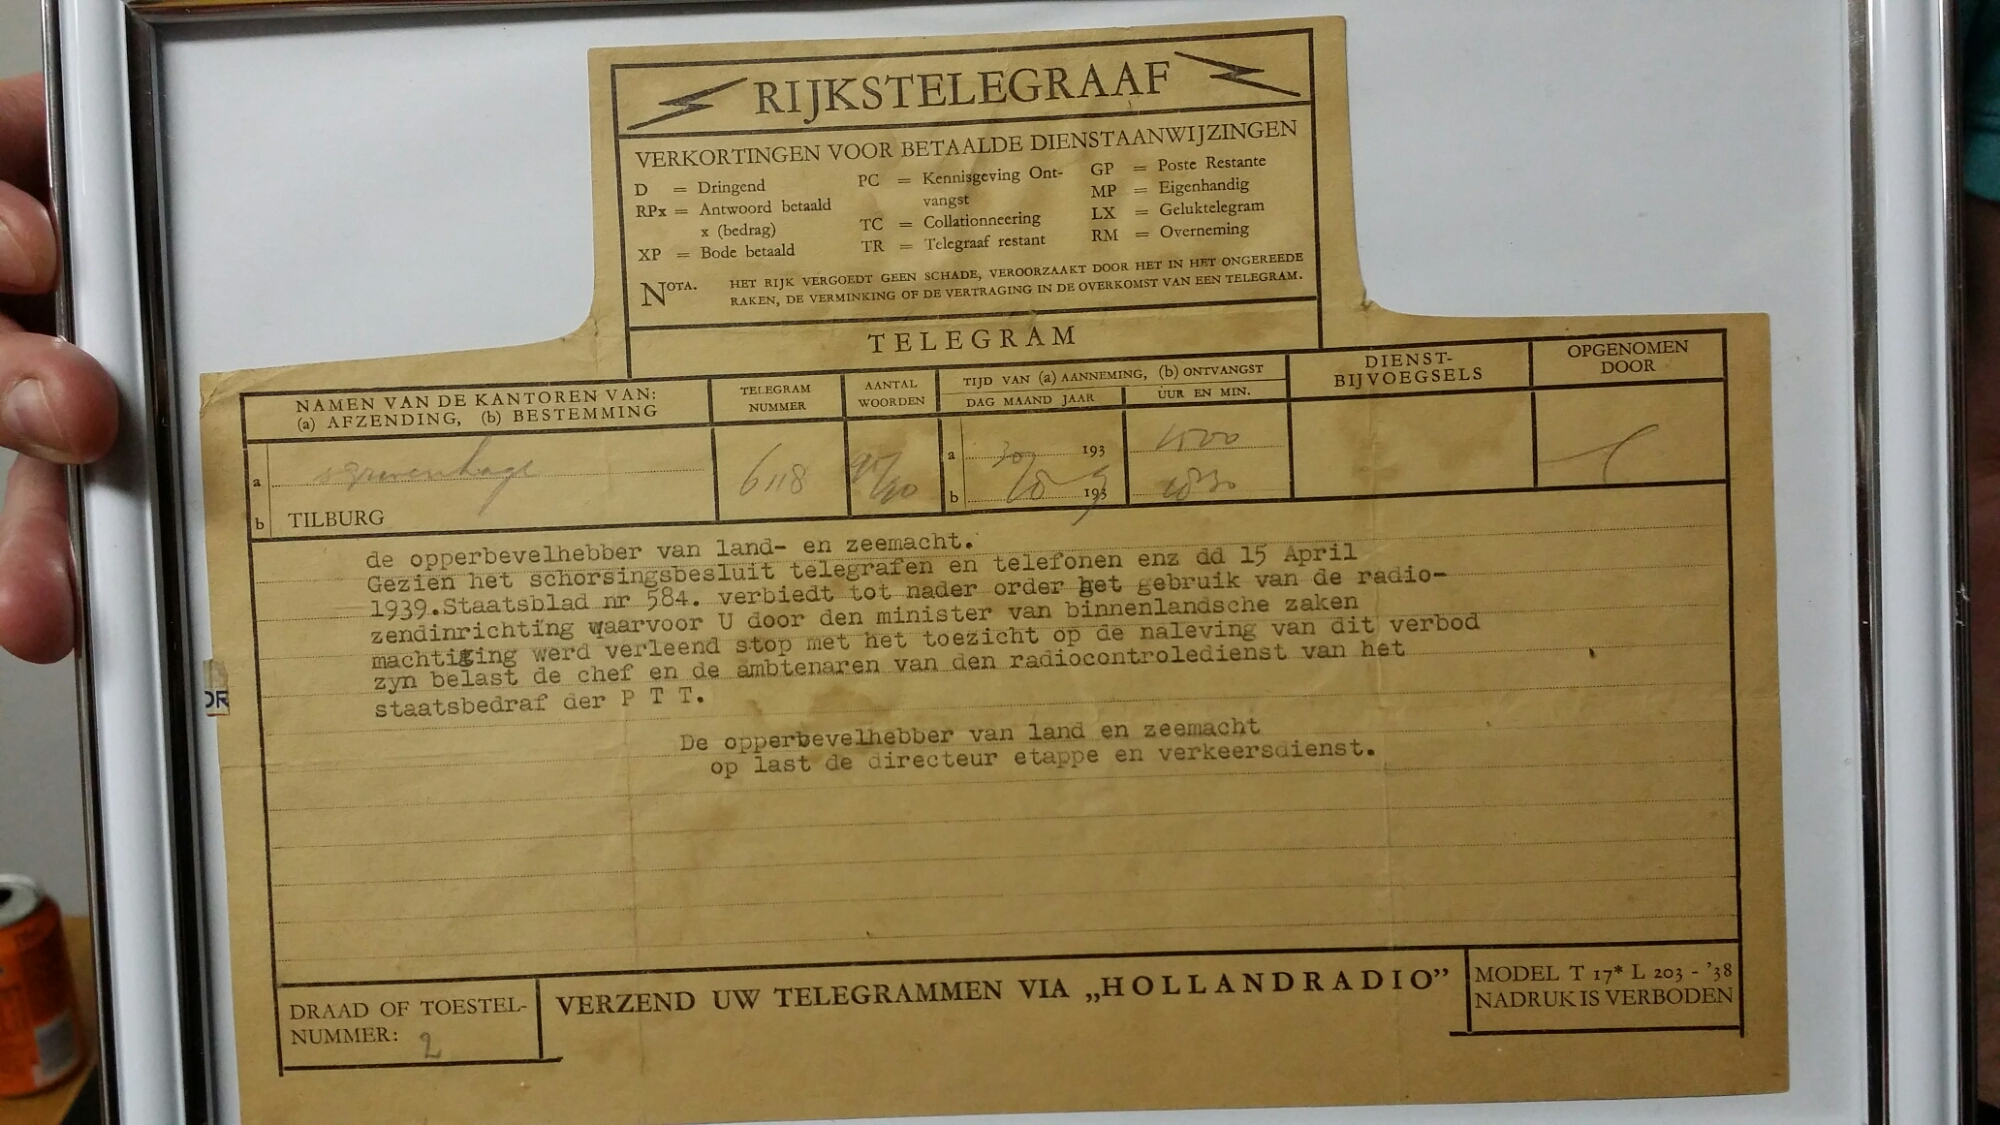 RIJKSTELEGRAAF
VERKORTINGEN VOOR BETAALDE DIENSTAANWIJZINGEN
D = Dringend
RPx = Antwoord betaald
x (bedrag)
XP = Bode betaald
PC = Kennisgeving Ont-
vangst
TC = Collationneering
TR = Telegraaf restant
GP = Poste Restante
MP = Eigenhandig
LX = Geluktelegram
RM = Overneming
NOTA. HET RIJK VERGOEDT GEEN SCHADE, VEROORZAAKT DOOR HET IN HET ONGEREEDE
RAKEN, DE VERMINKING OF DE VERTRAGING IN DE OVERKOMST VAN EEN TELEGRAM.
TELEGRAM
NAMEN VAN DE KANTOREN VAN:
(a) AFZENDING, (b) BESTEMMING
TELEGRAM
NUMMER
AANTAL
WOORDEN
TIJD VAN (a) AANNEMING, (b) ONTVANGST
DAG MAAND JAAR
UUR EN MIN.
DIENST-
BIJVOEGSELS
OPGENOMEN
DOOR
a sgravenhage 6118 a 30 193 1500
b TILBURG b 10 193 1830
de opperbevelhebber van land- en zeemacht.
Gezien het schorsingsbesluit telegrafen en telefonen enz dd 15 April
1939.Staatsblad nr 584. verbiedt tot nader order het gebruik van de radio-
zendinrichting waarvoor U door den minister van binnenlandsche zaken
machtiging werd verleend stop met het toezicht op de naleving van dit verbod
zyn belast de chef en de ambtenaren van den radiocontroledienst van het
staatsbedraf der P T T.
De opperbevelhebber van land en zeemacht
op last de directeur etappe en verkeersdienst.
DRAAD OF TOESTEL-
NUMMER: 2
VERZEND UW TELEGRAMMEN VIA „HOLLANDRADIO”
MODEL T 17* L 203 - '38
NADRUK IS VERBODEN